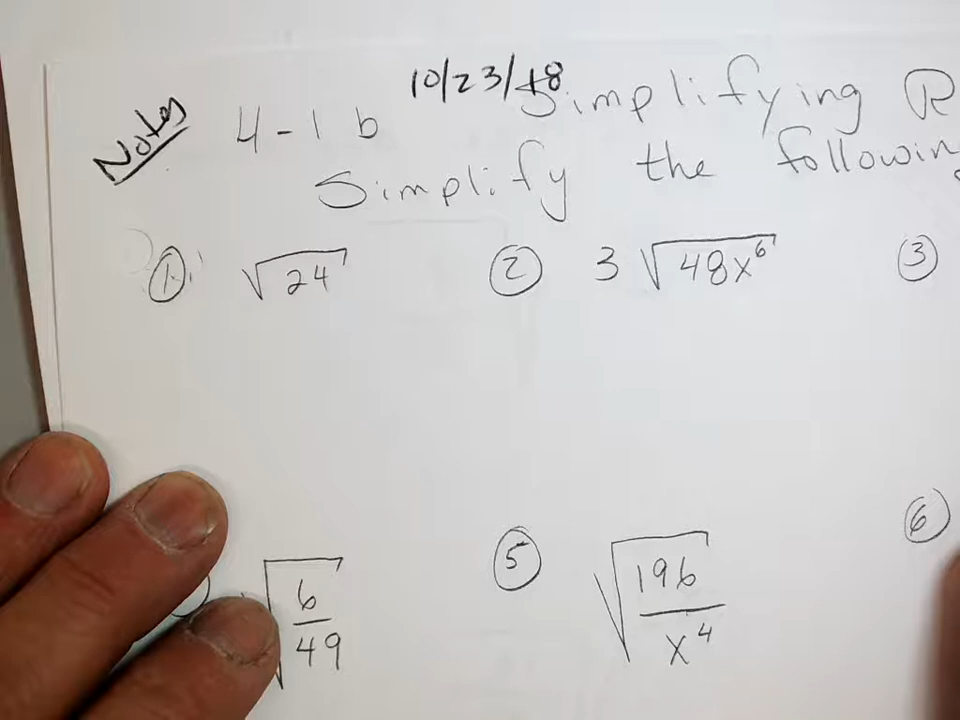 10/23/18
Notes 4-1 b Simplifying R
Simplify the following
① √24 ② 3 √48x⁶ ③
√6/49 ⑤ √196/x⁴ ⑥